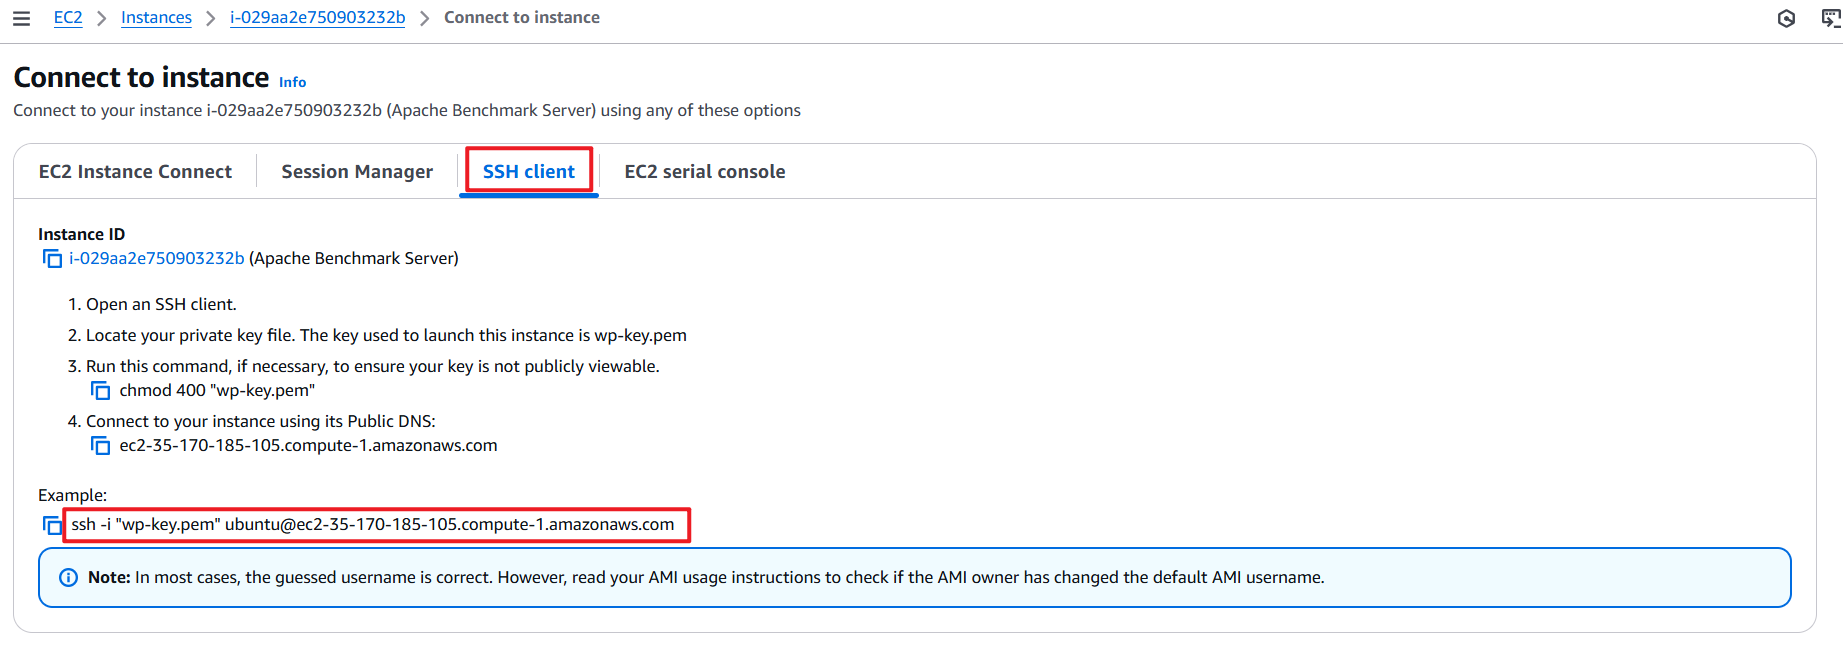 EC2 > Instances > i-029aa2e750903232b > Connect to instance
Connect to instance Info
Connect to your instance i-029aa2e750903232b (Apache Benchmark Server) using any of these options
EC2 Instance Connect Session Manager SSH client EC2 serial console
Instance ID
i-029aa2e750903232b (Apache Benchmark Server)
1. Open an SSH client.
2. Locate your private key file. The key used to launch this instance is wp-key.pem
3. Run this command, if necessary, to ensure your key is not publicly viewable.
chmod 400 "wp-key.pem"
4. Connect to your instance using its Public DNS:
ec2-35-170-185-105.compute-1.amazonaws.com
Example:
ssh -i "wp-key.pem" ubuntu@ec2-35-170-185-105.compute-1.amazonaws.com
Note: In most cases, the guessed username is correct. However, read your AMI usage instructions to check if the AMI owner has changed the default AMI username.